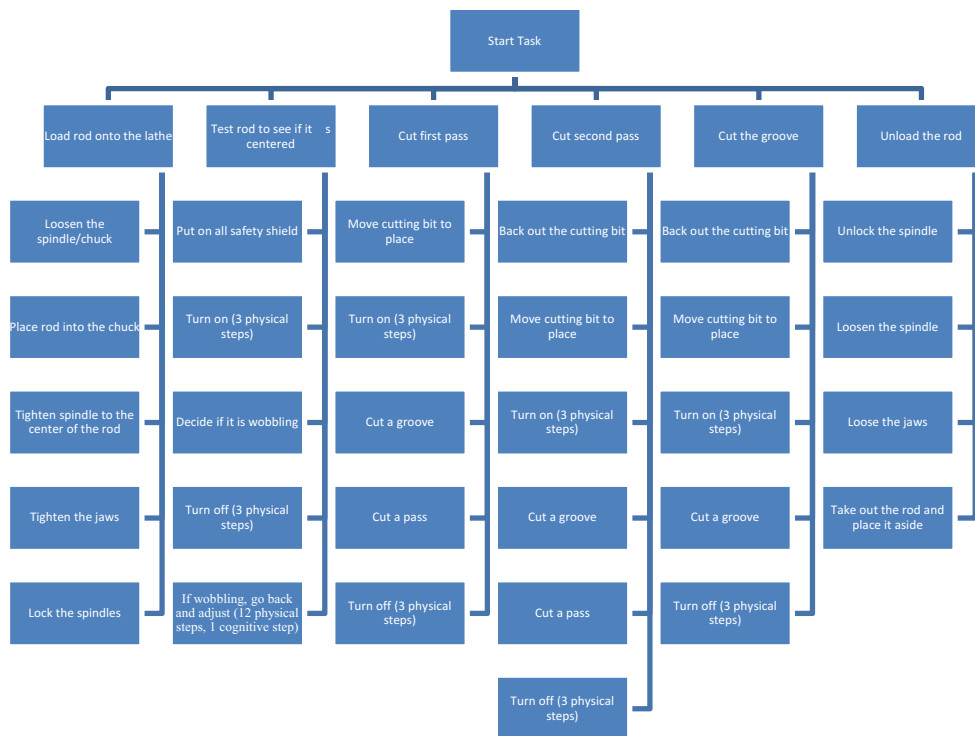 Start Task
Load rod onto the lathe
Test rod to see if it s
centered
Cut first pass
Cut second pass
Cut the groove
Unload the rod
Loosen the
spindle/chuck
Place rod into the chuck
Tighten spindle to the
center of the rod
Tighten the jaws
Lock the spindles
Put on all safety shield
Turn on (3 physical
steps)
Decide if it is wobbling
Turn off (3 physical
steps)
If wobbling, go back
and adjust (12 physical
steps, 1 cognitive step)
Move cutting bit to
place
Turn on (3 physical
steps)
Cut a groove
Cut a pass
Turn off (3 physical
steps)
Back out the cutting bit
Move cutting bit to
place
Turn on (3 physical
steps)
Cut a groove
Cut a pass
Turn off (3 physical
steps)
Back out the cutting bit
Move cutting bit to
place
Turn on (3 physical
steps)
Cut a groove
Turn off (3 physical
steps)
Unlock the spindle
Loosen the spindle
Loose the jaws
Take out the rod and
place it aside